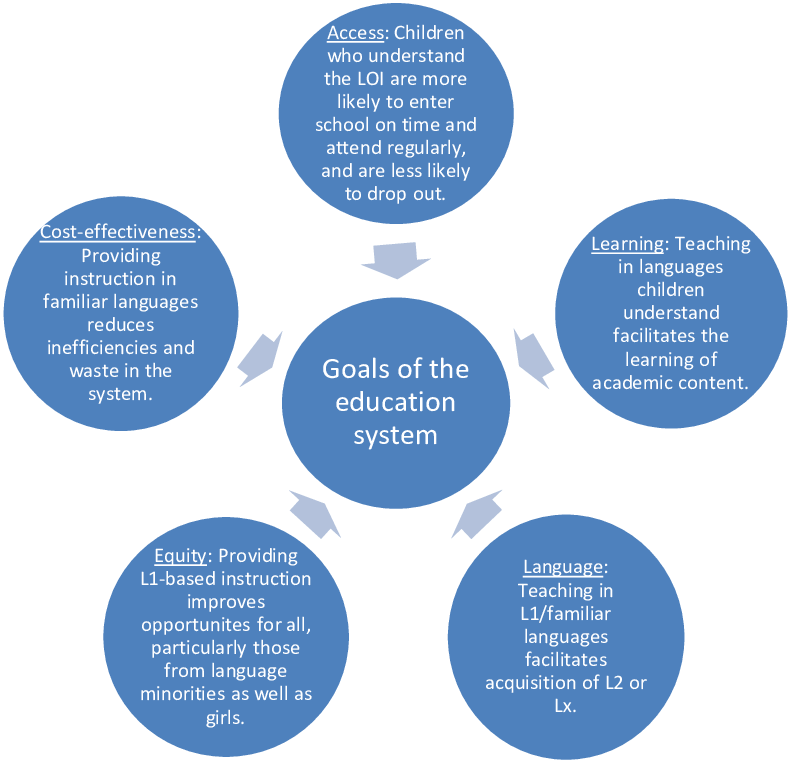 Access: Children
who understand
the LOI are more
likely to enter
school on time and
attend regularly,
and are less likely
to drop out.
Learning: Teaching
in languages
children
understand
facilitates the
learning of
academic content.
Language:
Teaching in
L1/familiar
languages
facilitates
acquisition of L2 or
Lx.
Equity: Providing
L1-based instruction
improves
opportunites for all,
particularly those
from language
minorities as well as
girls.
Cost-effectiveness:
Providing
instruction in
familiar languages
reduces
inefficiencies and
waste in the
system.
Goals of the
education
system